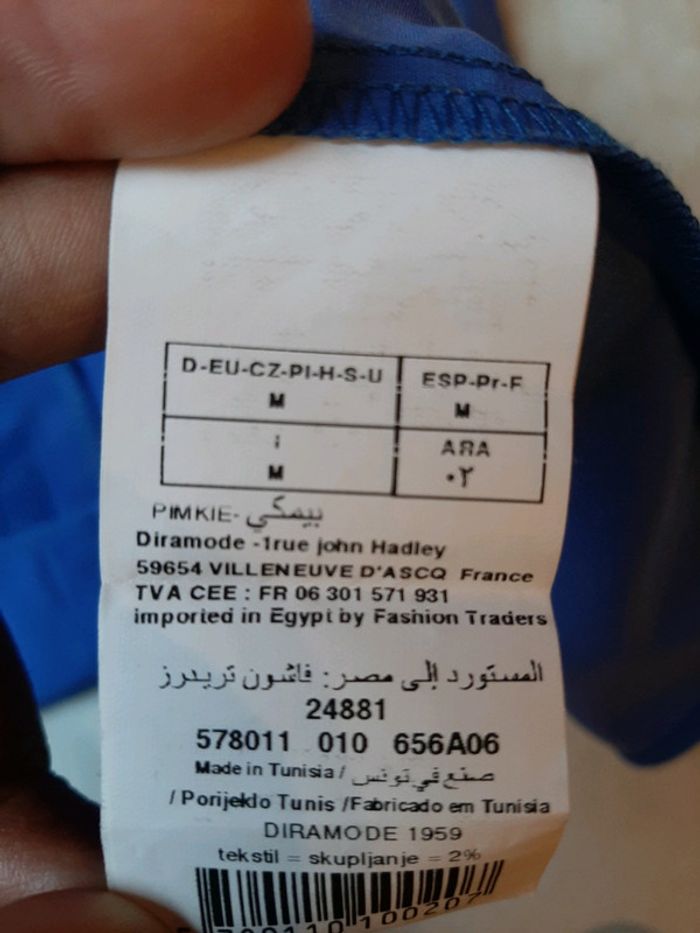 D-EU-CZ-PI-H-S-U ESP-Pr-F
M M
I ARA
M ٠٢
PIMKIE- بيمكي
Diramode -1rue john Hadley
59654 VILLENEUVE D'ASCQ France
TVA CEE : FR 06 301 571 931
imported in Egypt by Fashion Traders
المستورد إلى مصر: فاشون تريدرز
24881
578011 010 656A06
Made in Tunisia / صنع في تونس
/ Porijeklo Tunis /Fabricado em Tunisia
DIRAMODE 1959
tekstil = skupljanje = 2%